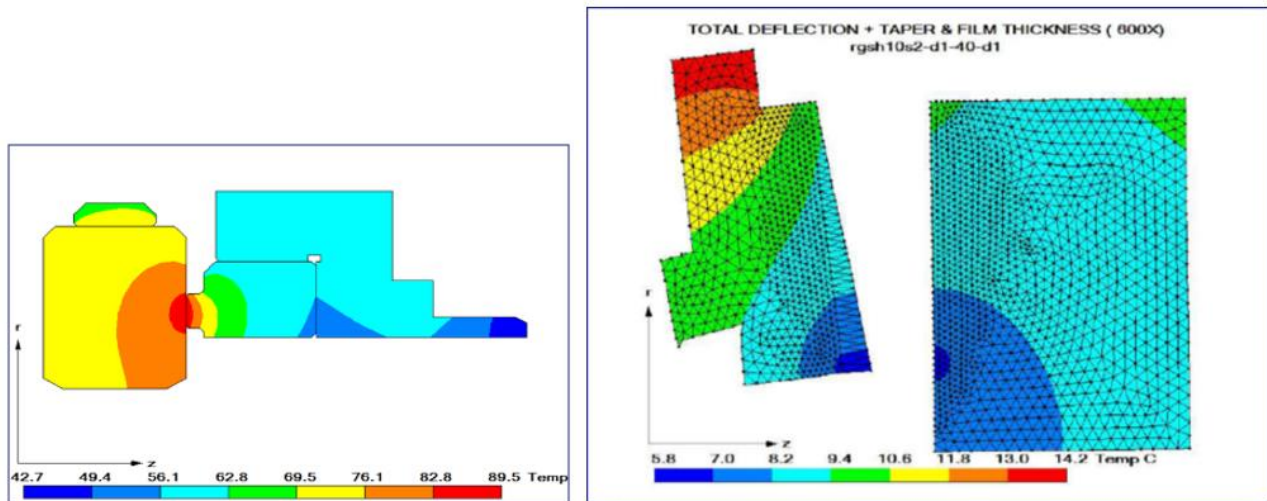 r
z
42.7 49.4 56.1 62.8 69.5 76.1 82.8 89.5 Temp
TOTAL DEFLECTION + TAPER & FILM THICKNESS ( 600X)
rgsh10s2-d1-40-d1
r
z
5.8 7.0 8.2 9.4 10.6 11.8 13.0 14.2 Temp C